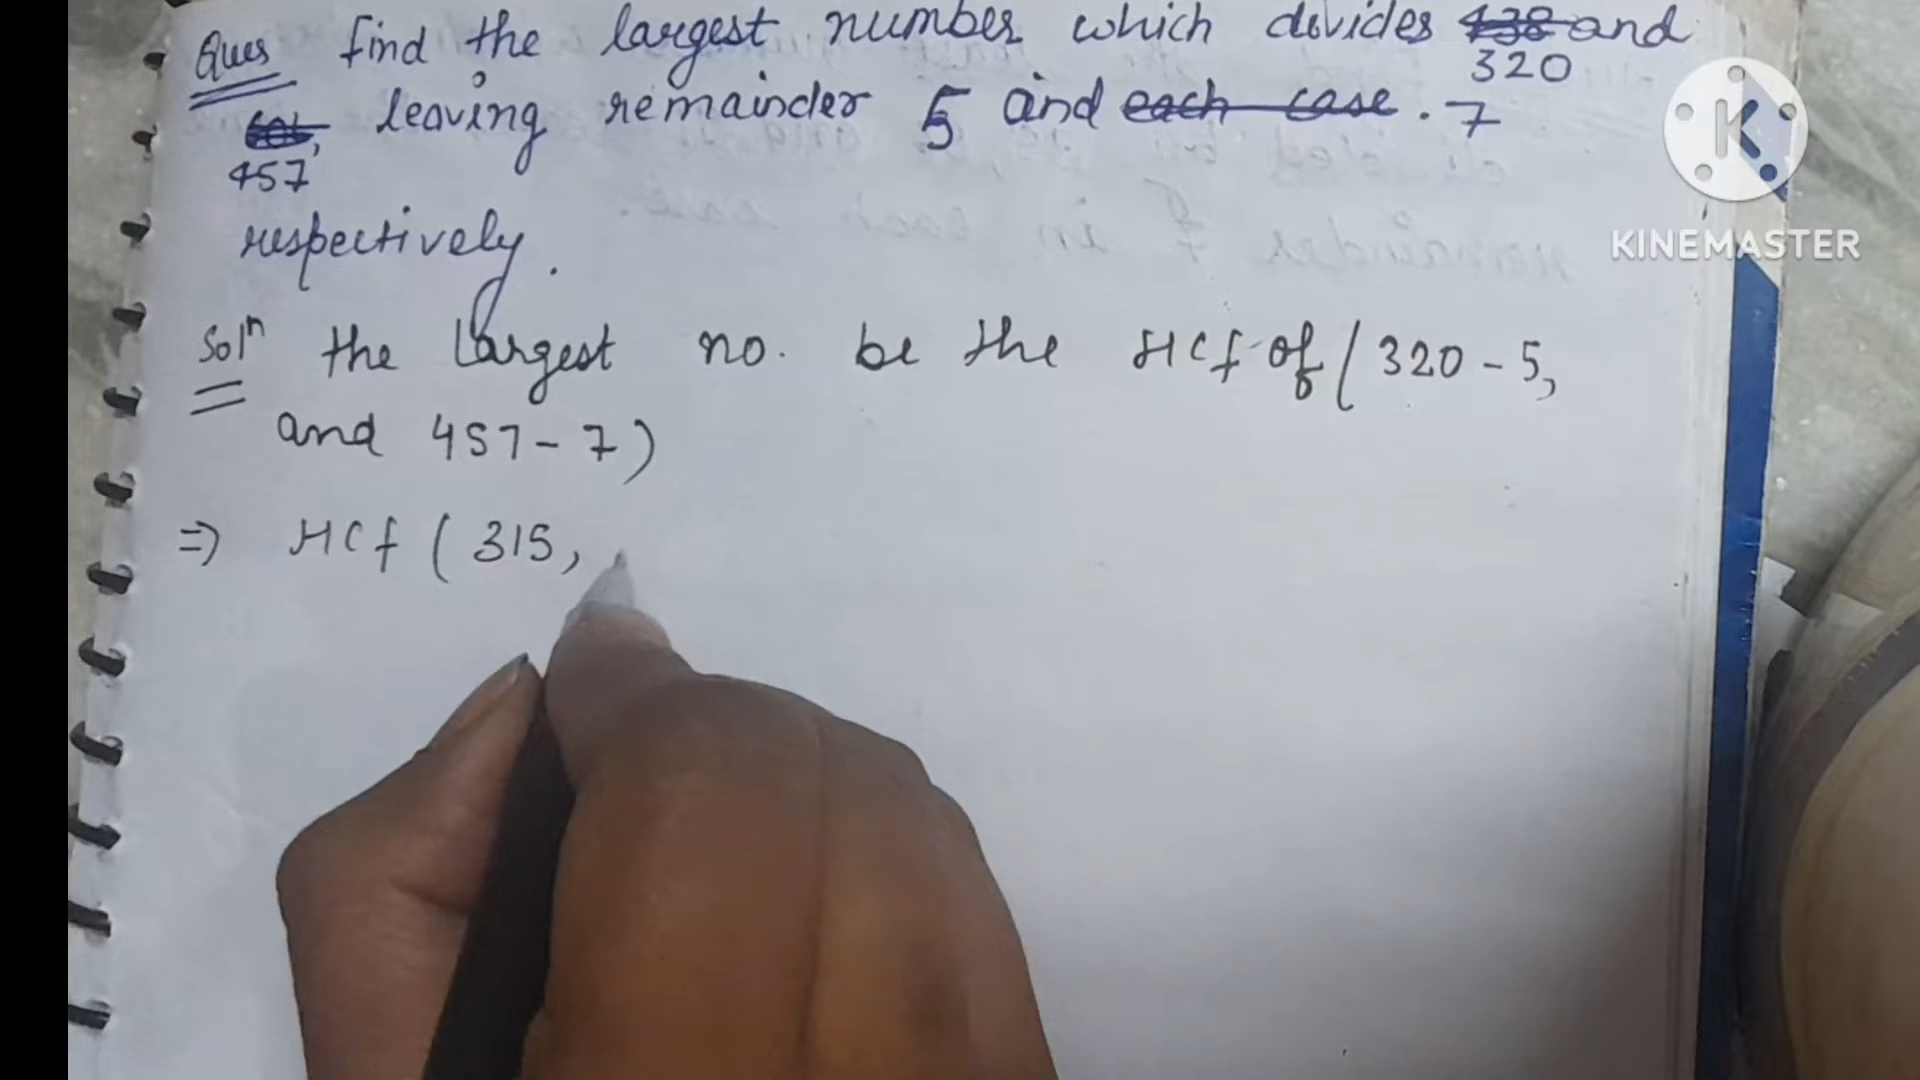 Ques find the largest number which divides 438 and
320
leaving remainder 5 and each case. 7
457
respectively.
Soln the largest no. be the HCf of (320 - 5,
and 457 - 7)
⇒ HCf (315,
K
KINEMASTER